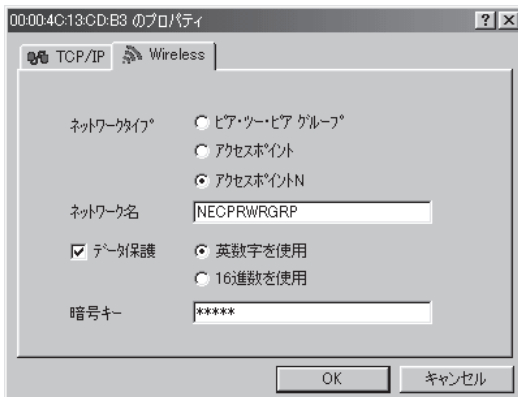 00:00:4C:13:CD:B3 のプロパティ
TCP/IP Wireless
ネットワークタイプ ピア・ツー・ピア グループ
アクセスポイント
アクセスポイントN
ネットワーク名 NECPRWRGRP
データ保護 英数字を使用
16進数を使用
暗号キー *****
OK キャンセル